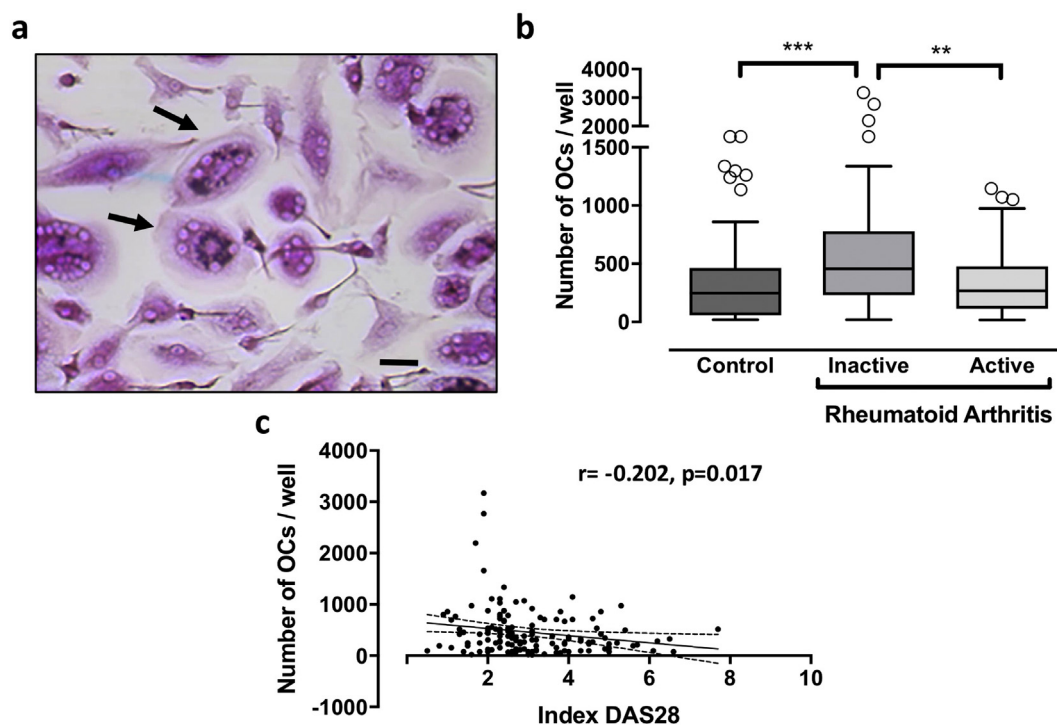 a
b
***
**
4000
3000
2000
1500
1000
500
0
Number of OCs / well
Control
Inactive
Active
Rheumatoid Arthritis
c
4000
3000
2000
1000
0
-1000
Number of OCs / well
r= -0.202, p=0.017
2
4
6
8
10
Index DAS28